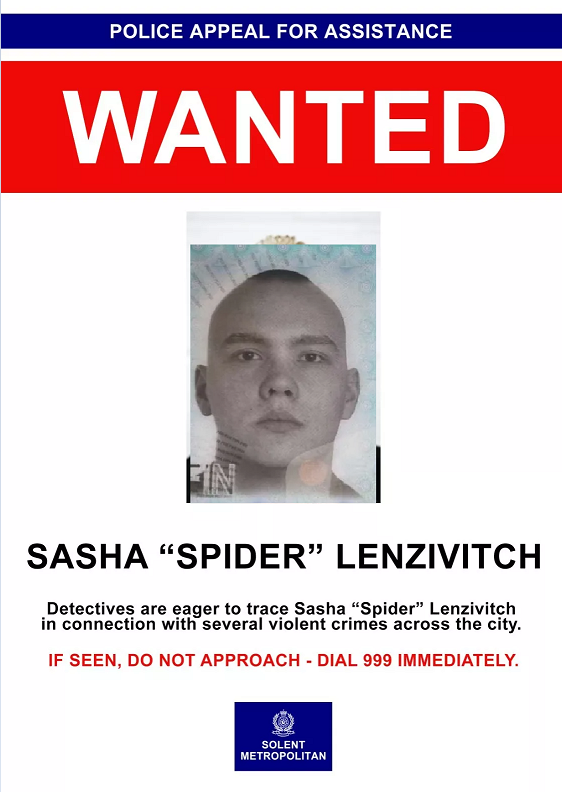 POLICE APPEAL FOR ASSISTANCE
WANTED
SASHA “SPIDER” LENZIVITCH
Detectives are eager to trace Sasha “Spider” Lenzivitch
in connection with several violent crimes across the city.
IF SEEN, DO NOT APPROACH - DIAL 999 IMMEDIATELY.
SOLENT
METROPOLITAN